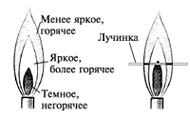 Менее яркое,
горячее
Лучинка
Яркое,
более горячее
Темное,
негорячее